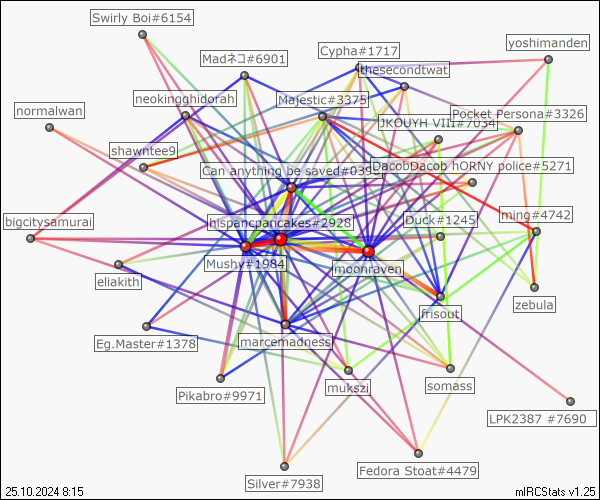 Swirly Boi#6154
yoshimanden
Cypha#1717
Madネコ#6901
thesecondtwat
neokingghidorah
Majestic#3375
normalwan
Pocket Persona#3326
JKOUYH VIII#7034
shawntee9
Can anything be saved#0395
DacobDacob hORNY police#5271
bigcitysamurai
hispancpancakes#2928
Duck#1245
ming#4742
Mushy#1984
moonraven
eliakith
zebula
frisout
Eg.Master#1378
marcemadness
mukszi
somass
Pikabro#9971
LPK2387 #7690
Fedora Stoat#4479
Silver#7938
25.10.2024 8:15
mIRCStats v1.25